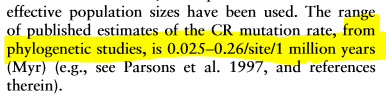 effective population sizes have been used. The range
of published estimates of the CR mutation rate, from
phylogenetic studies, is 0.025–0.26/site/1 million years
(Myr) (e.g., see Parsons et al. 1997, and references
therein).